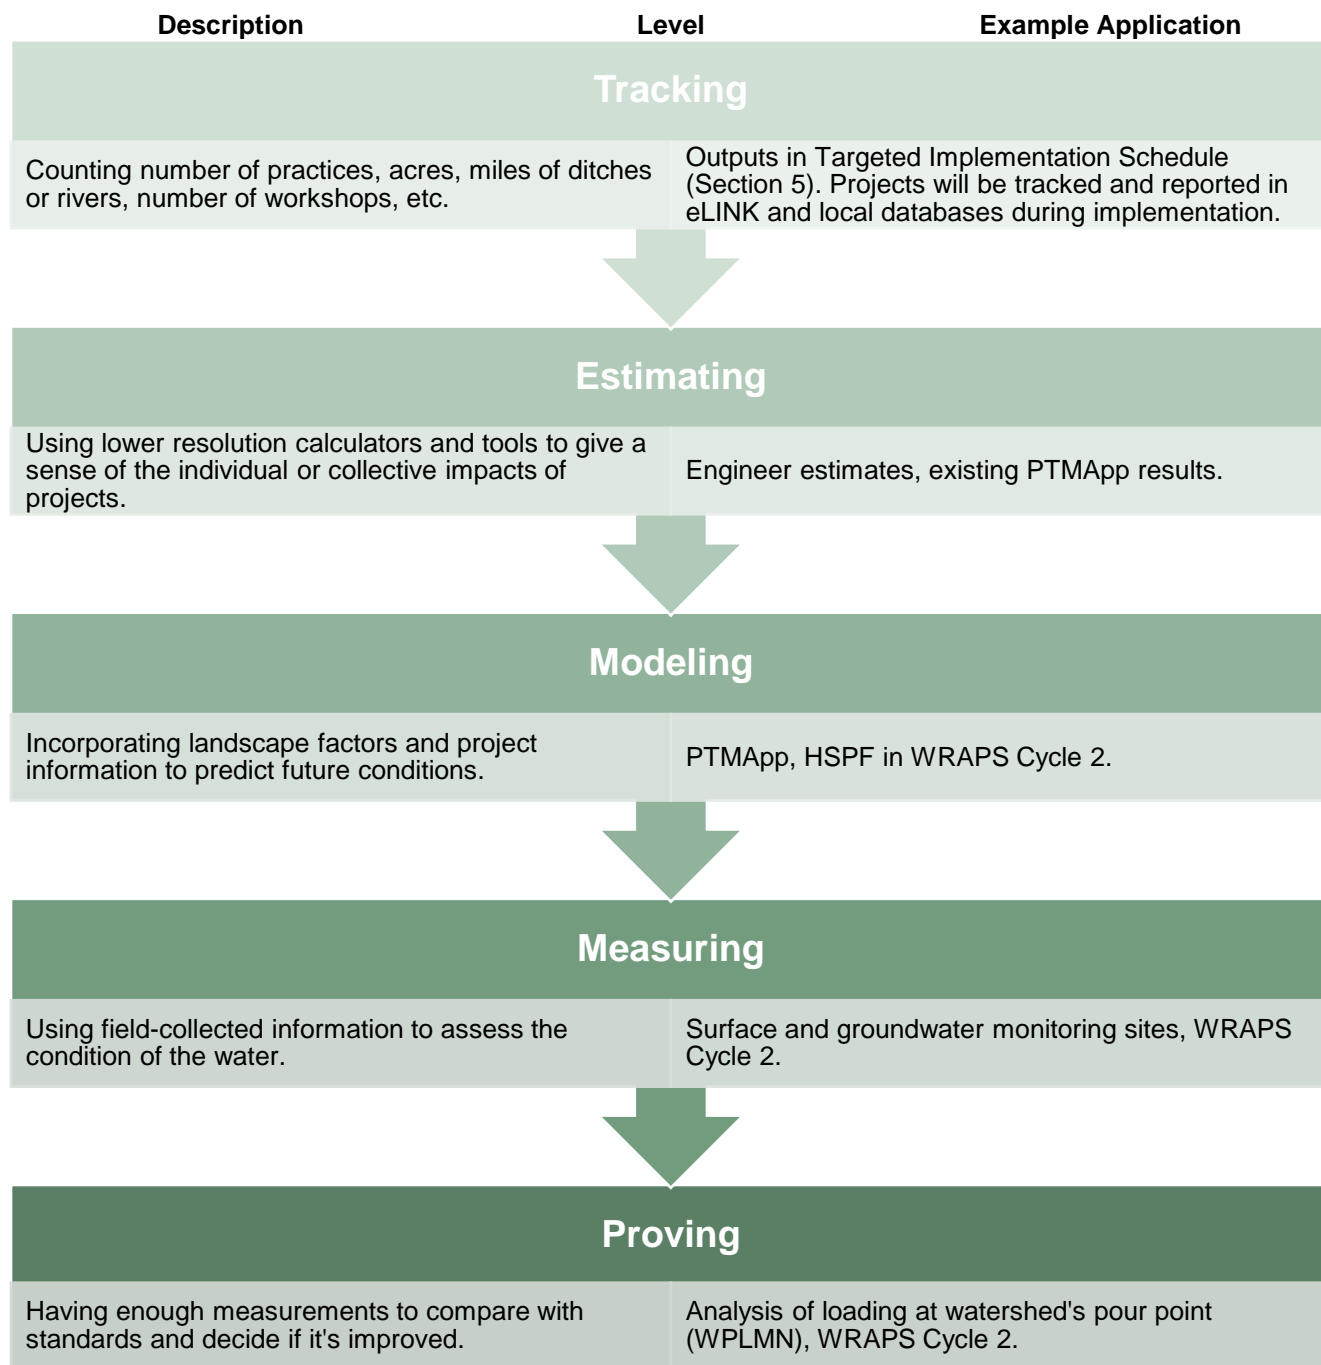 Description Level Example Application
Tracking
Counting number of practices, acres, miles of ditches
or rivers, number of workshops, etc.
Outputs in Targeted Implementation Schedule
(Section 5). Projects will be tracked and reported in
eLINK and local databases during implementation.
Estimating
Using lower resolution calculators and tools to give a
sense of the individual or collective impacts of
projects.
Engineer estimates, existing PTMApp results.
Modeling
Incorporating landscape factors and project
information to predict future conditions.
PTMApp, HSPF in WRAPS Cycle 2.
Measuring
Using field-collected information to assess the
condition of the water.
Surface and groundwater monitoring sites, WRAPS
Cycle 2.
Proving
Having enough measurements to compare with
standards and decide if it's improved.
Analysis of loading at watershed's pour point
(WPLMN), WRAPS Cycle 2.